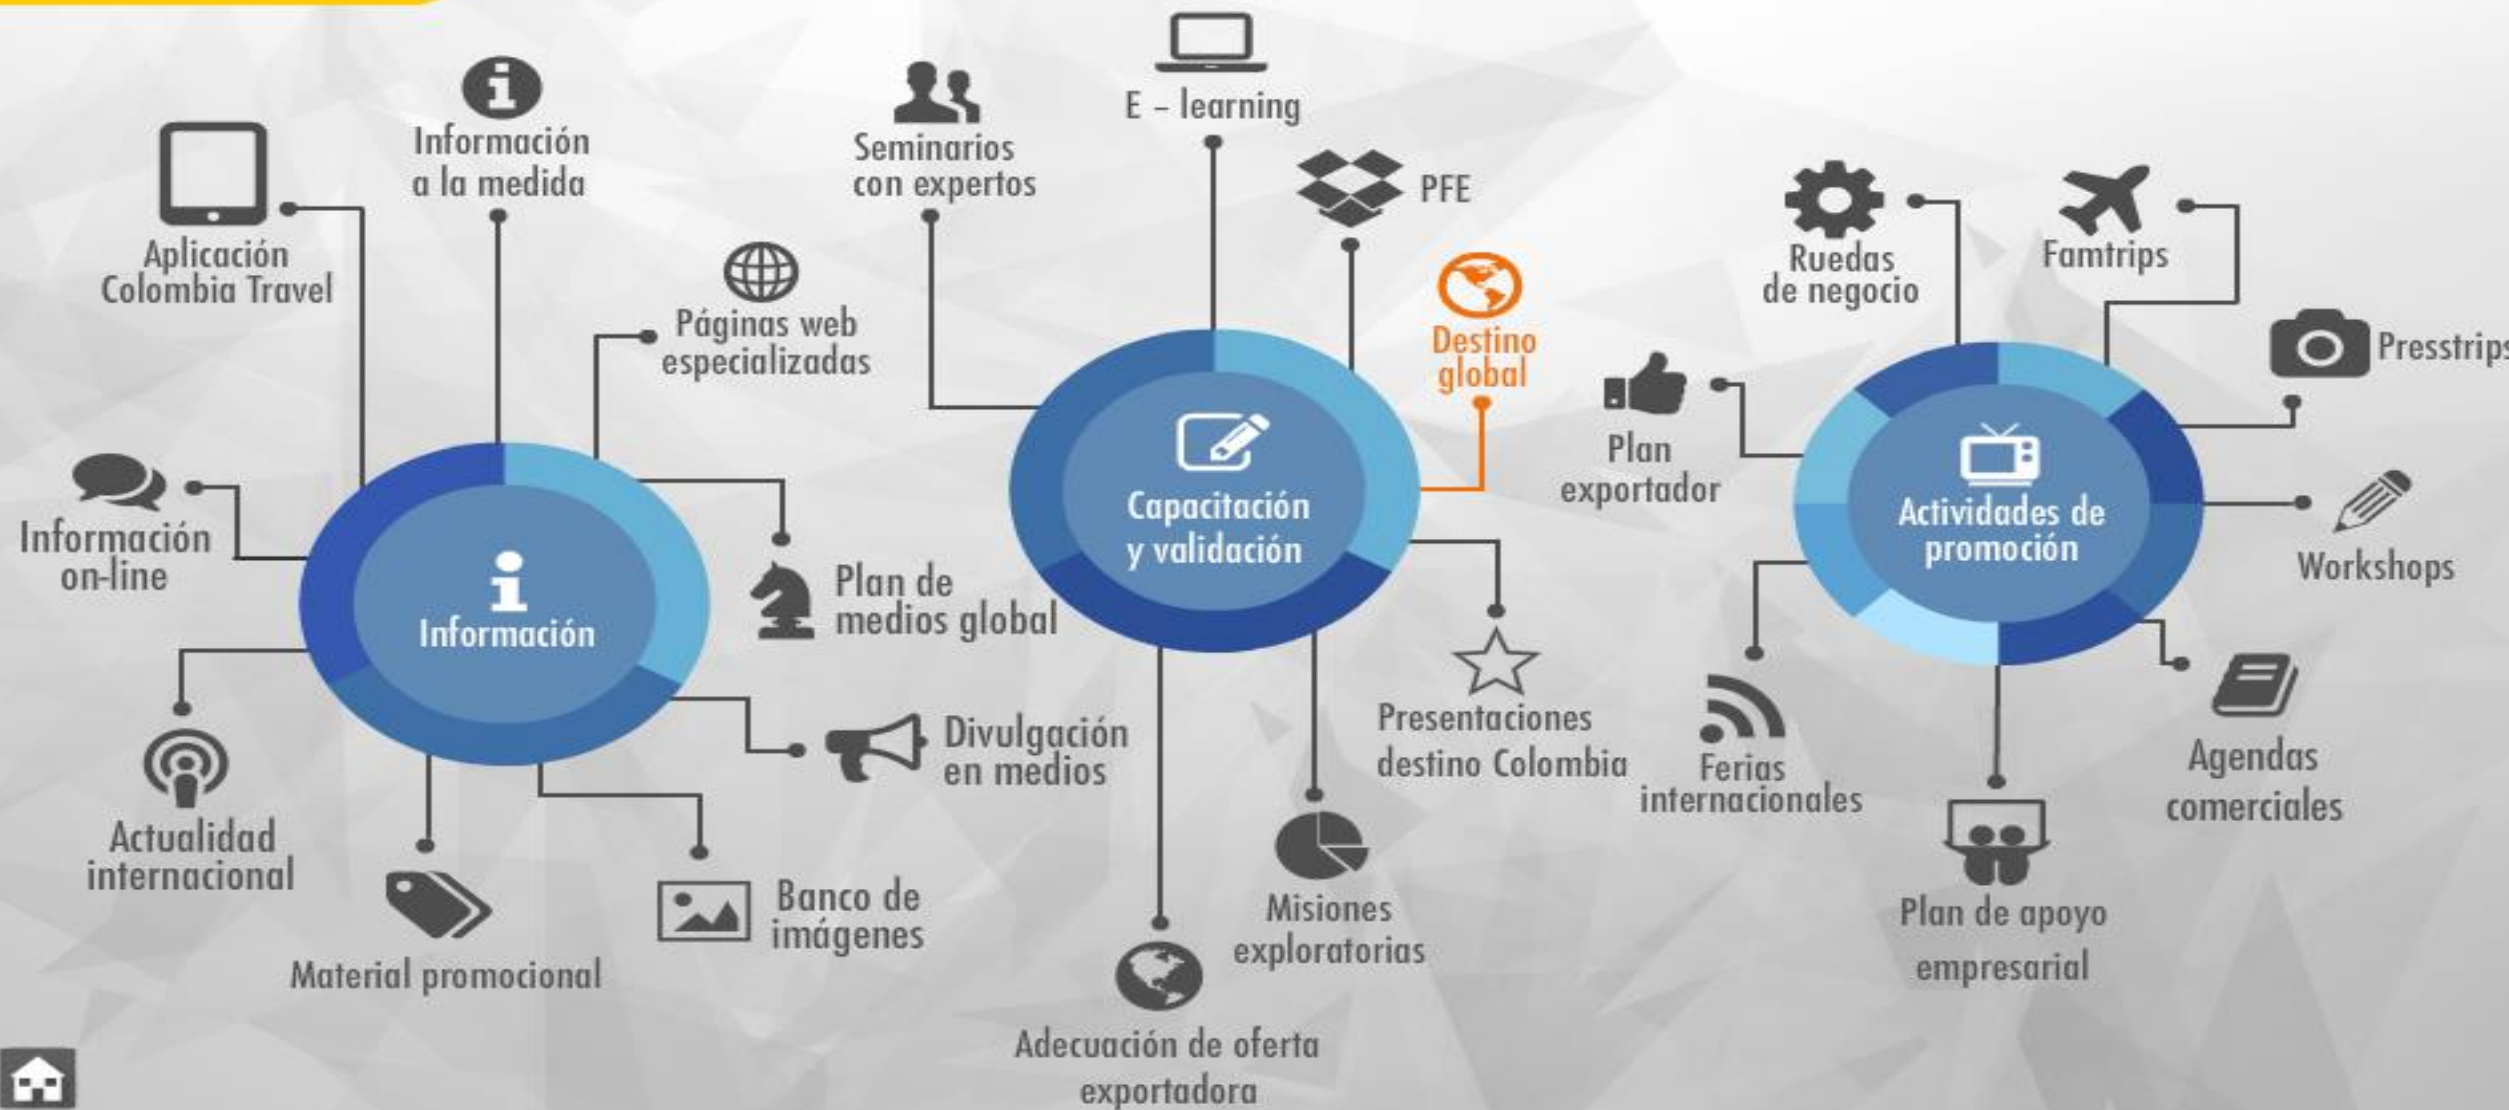 Aplicación
Colombia Travel
Información
a la medida
Páginas web
especializadas
Información
on-line
Información
Plan de
medios global
Actualidad
internacional
Divulgación
en medios
Material promocional
Banco de
imágenes
Seminarios
con expertos
E – learning
PFE
Destino
global
Capacitación
y validación
Presentaciones
destino Colombia
Misiones
exploratorias
Adecuación de oferta
exportadora
Ruedas
de negocio
Famtrips
Presstrips
Plan
exportador
Actividades de
promoción
Workshops
Ferias
internacionales
Agendas
comerciales
Plan de apoyo
empresarial